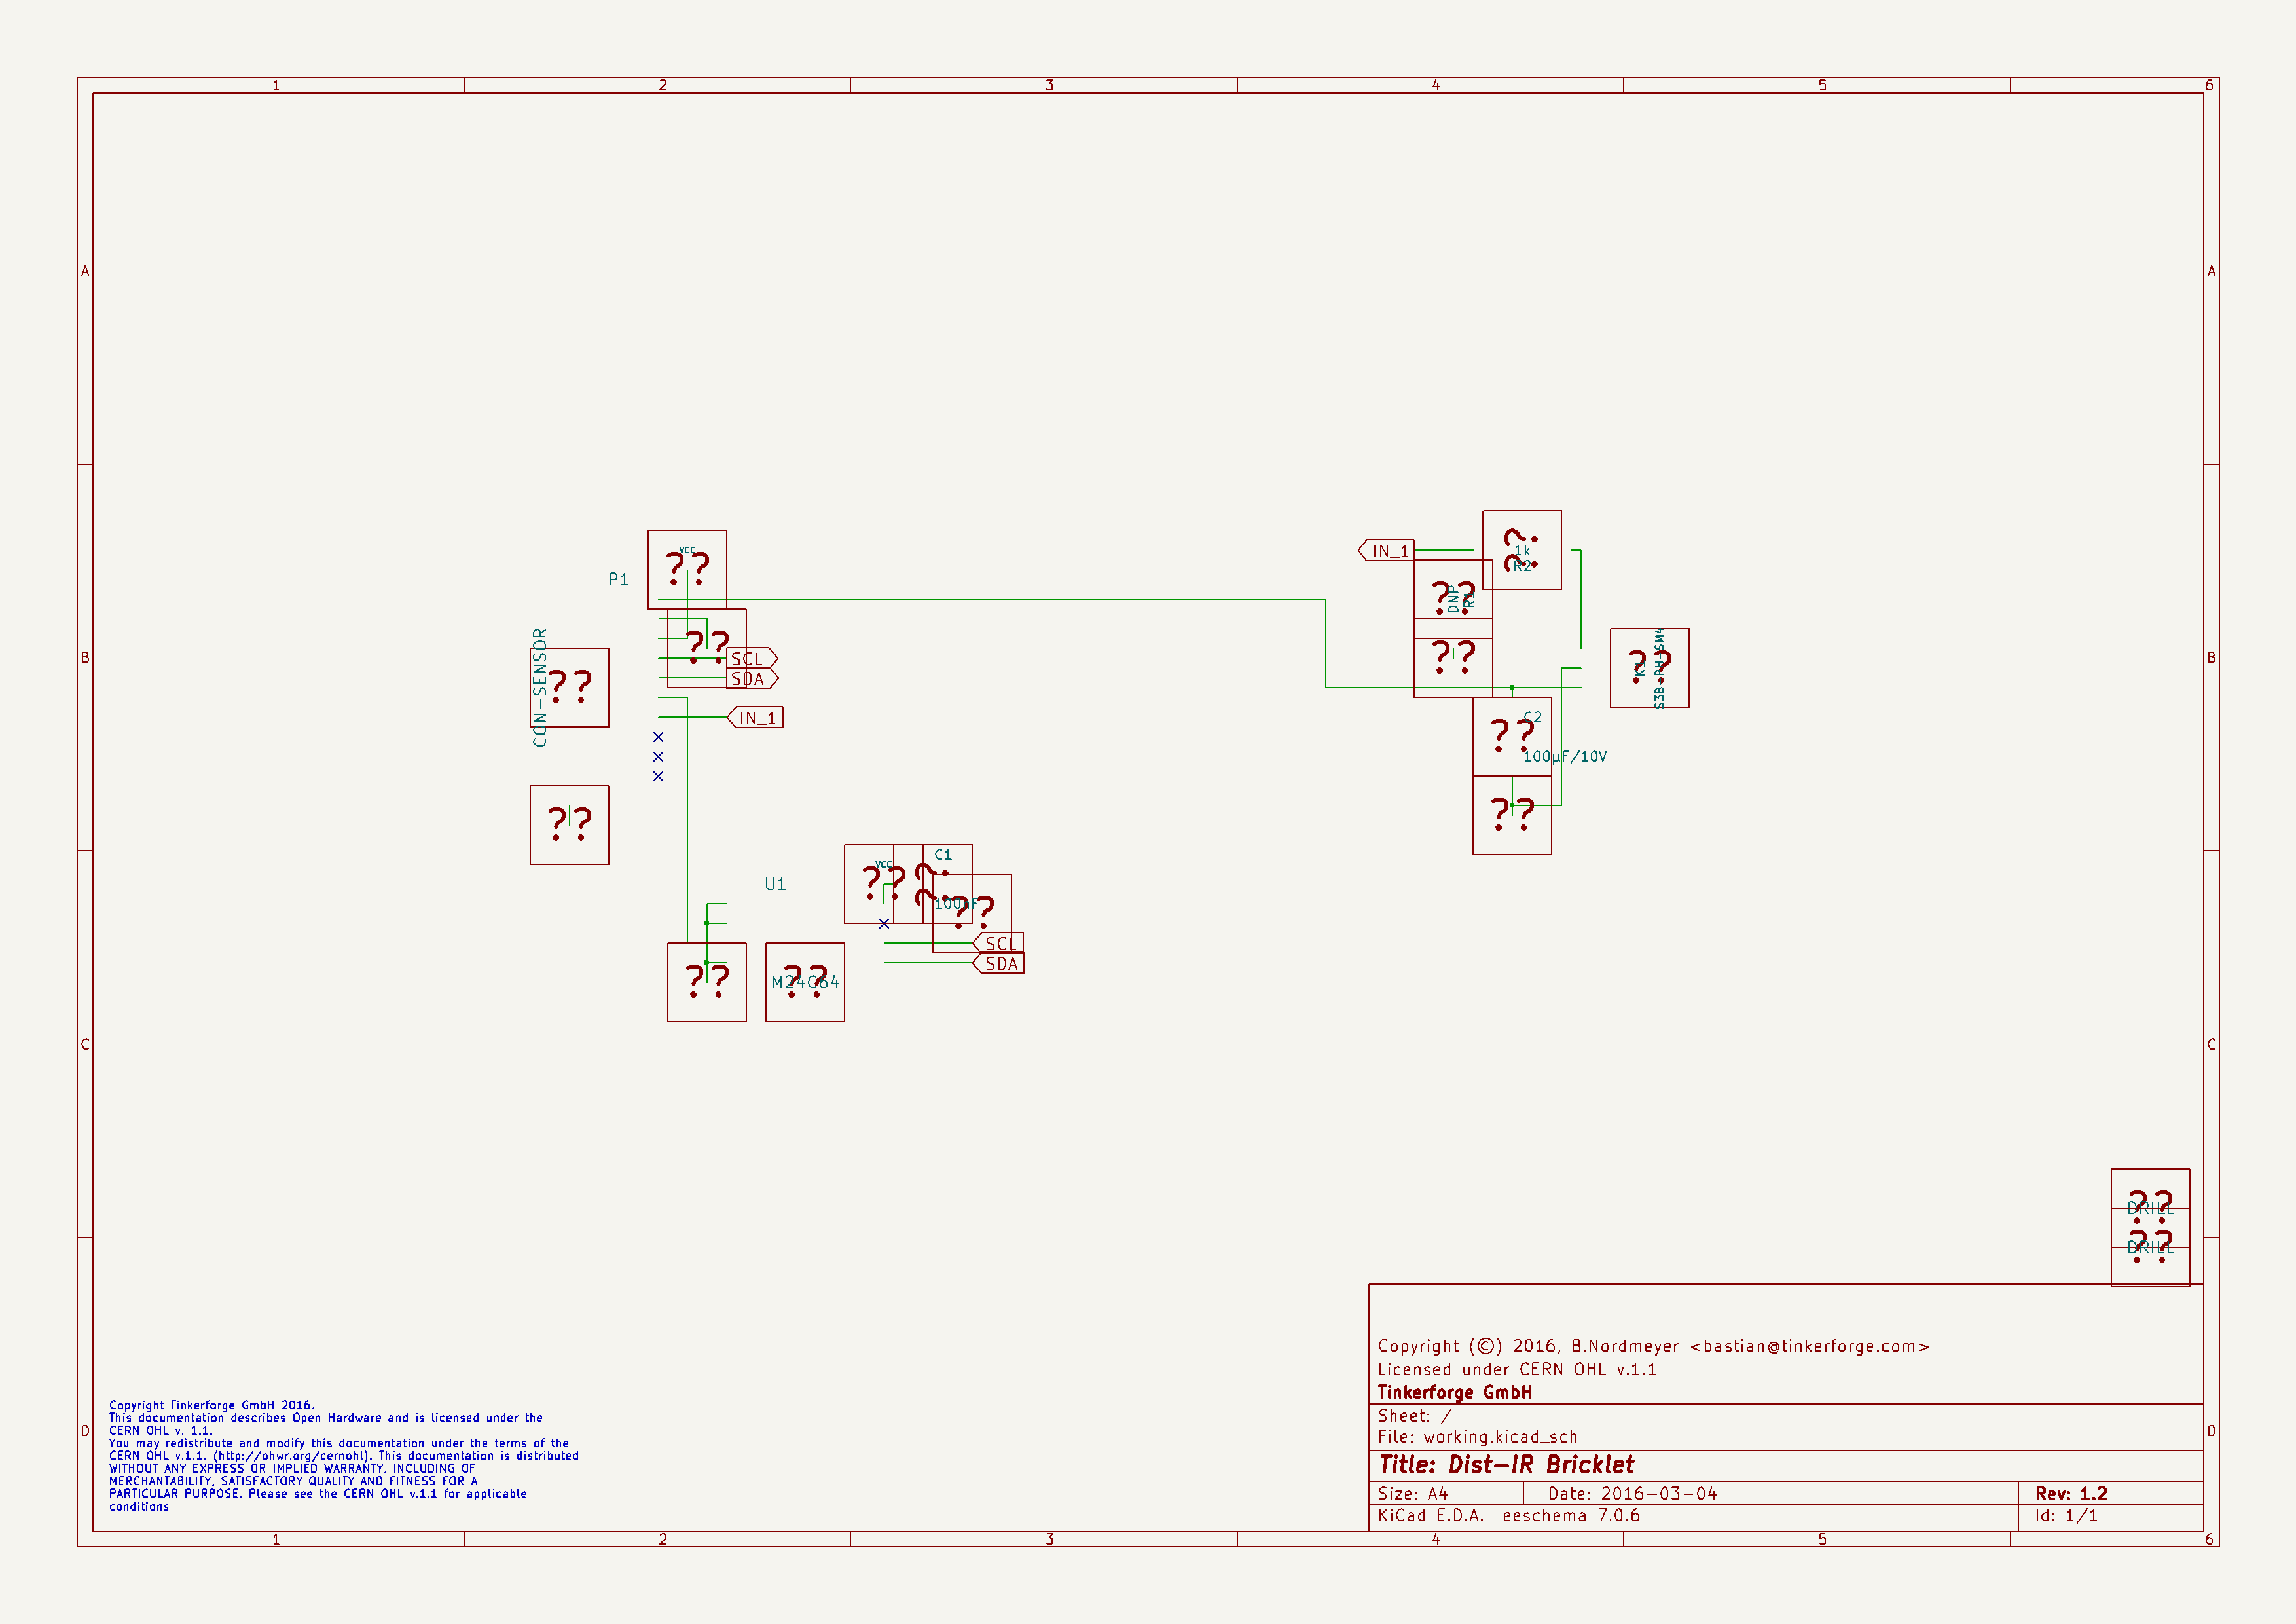 1 2 3 4 5 6
A A
B B
C C
D D
??
VCC
P1
??
SCL
SDA
IN_1
CON-SENSOR
??
??
IN_1
??
1k
R2
??
DNP
R1
??
??
K1
S3B-PH-SM4
??
C2
100µF/10V
??
??
VCC
??
C1
100nF
??
U1
SCL
SDA
??
??
M24C64
??
DRILL
??
DRILL
Copyright (©) 2016, B.Nordmeyer <bastian@tinkerforge.com>
Licensed under CERN OHL v.1.1
Tinkerforge GmbH
Sheet: /
File: working.kicad_sch
Title: Dist-IR Bricklet
Size: A4 Date: 2016-03-04 Rev: 1.2
KiCad E.D.A. eeschema 7.0.6 Id: 1/1
Copyright Tinkerforge GmbH 2016.
This documentation describes Open Hardware and is licensed under the
CERN OHL v. 1.1.
You may redistribute and modify this documentation under the terms of the
CERN OHL v.1.1. (http://ohwr.org/cernohl). This documentation is distributed
WITHOUT ANY EXPRESS OR IMPLIED WARRANTY, INCLUDING OF
MERCHANTABILITY, SATISFACTORY QUALITY AND FITNESS FOR A
PARTICULAR PURPOSE. Please see the CERN OHL v.1.1 for applicable
conditions
1 2 3 4 5 6